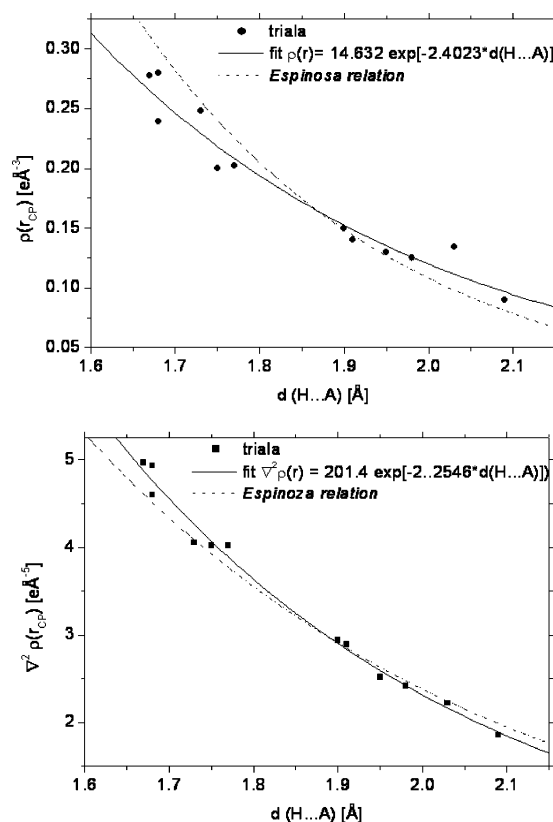 triala
fit ρ(r)= 14.632 exp[-2.4023*d(H...A)]
Espinosa relation
0.30
0.25
0.20
0.15
0.10
0.05
ρ(r_CP) [eÅ⁻³]
1.6 1.7 1.8 1.9 2.0 2.1
d (H...A) [Å]
triala
fit ∇²ρ(r) = 201.4 exp[-2..2546*d(H...A)])
Espinoza relation
5
4
3
2
∇² ρ(r_CP) [eÅ⁻⁵]
1.6 1.7 1.8 1.9 2.0 2.1
d (H...A) [Å]